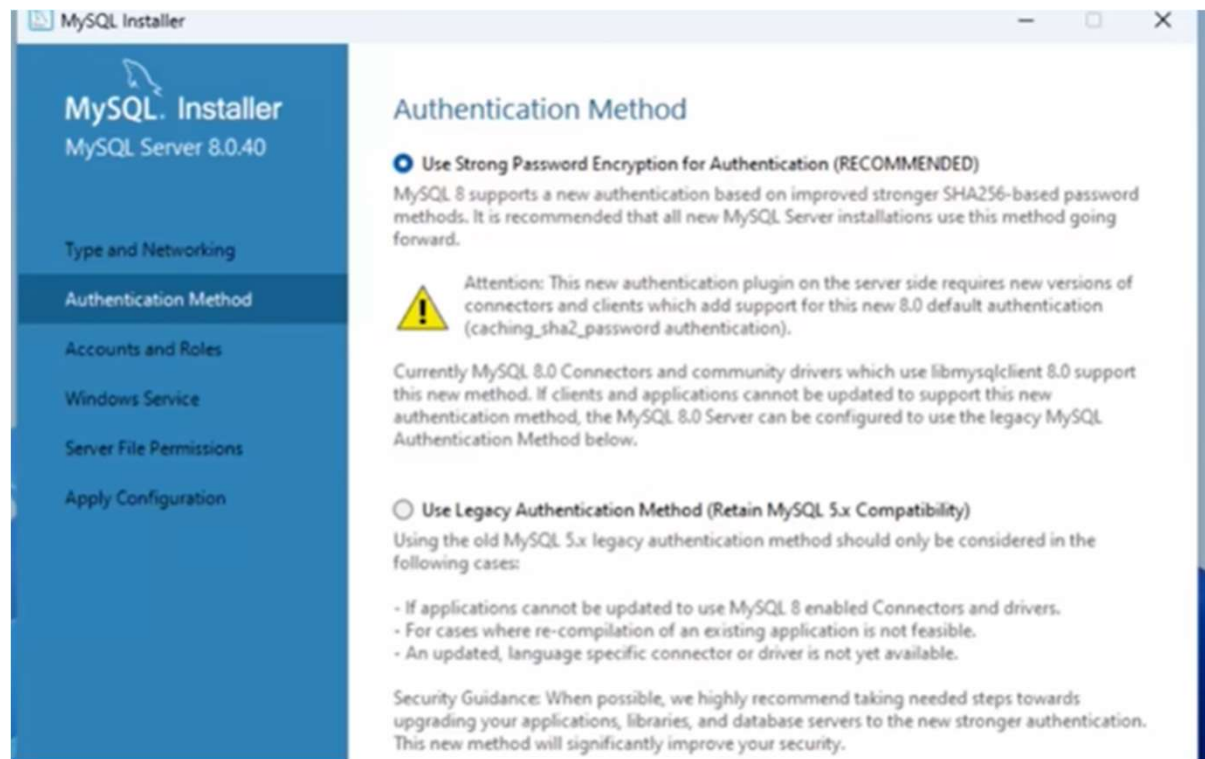 MySQL Installer
MySQL. Installer
MySQL Server 8.0.40
Type and Networking
Authentication Method
Accounts and Roles
Windows Service
Server File Permissions
Apply Configuration
Authentication Method
Use Strong Password Encryption for Authentication (RECOMMENDED)
MySQL 8 supports a new authentication based on improved stronger SHA256-based password
methods. It is recommended that all new MySQL Server installations use this method going
forward.
Attention: This new authentication plugin on the server side requires new versions of
connectors and clients which add support for this new 8.0 default authentication
(caching_sha2_password authentication).
Currently MySQL 8.0 Connectors and community drivers which use libmysqlclient 8.0 support
this new method. If clients and applications cannot be updated to support this new
authentication method, the MySQL 8.0 Server can be configured to use the legacy MySQL
Authentication Method below.
Use Legacy Authentication Method (Retain MySQL 5.x Compatibility)
Using the old MySQL 5.x legacy authentication method should only be considered in the
following cases:
- If applications cannot be updated to use MySQL 8 enabled Connectors and drivers.
- For cases where re-compilation of an existing application is not feasible.
- An updated, language specific connector or driver is not yet available.
Security Guidance: When possible, we highly recommend taking needed steps towards
upgrading your applications, libraries, and database servers to the new stronger authentication.
This new method will significantly improve your security.